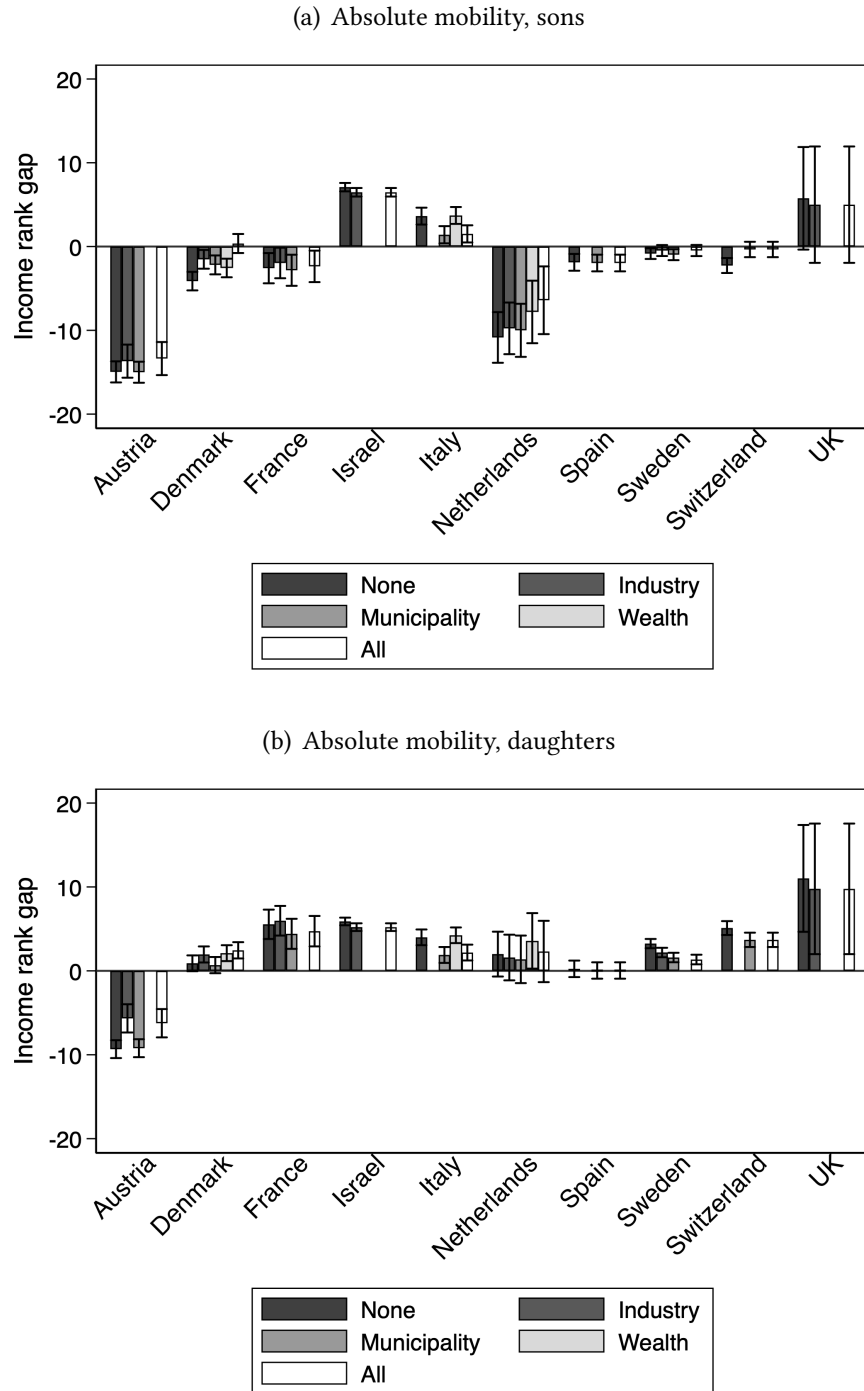 (a) Absolute mobility, sons
20
10
0
-10
-20
Income rank gap
Austria
Denmark
France
Israel
Italy
Netherlands
Spain
Sweden
Switzerland
UK
None
Industry
Municipality
Wealth
All
(b) Absolute mobility, daughters
20
10
0
-10
-20
Income rank gap
Austria
Denmark
France
Israel
Italy
Netherlands
Spain
Sweden
Switzerland
UK
None
Industry
Municipality
Wealth
All